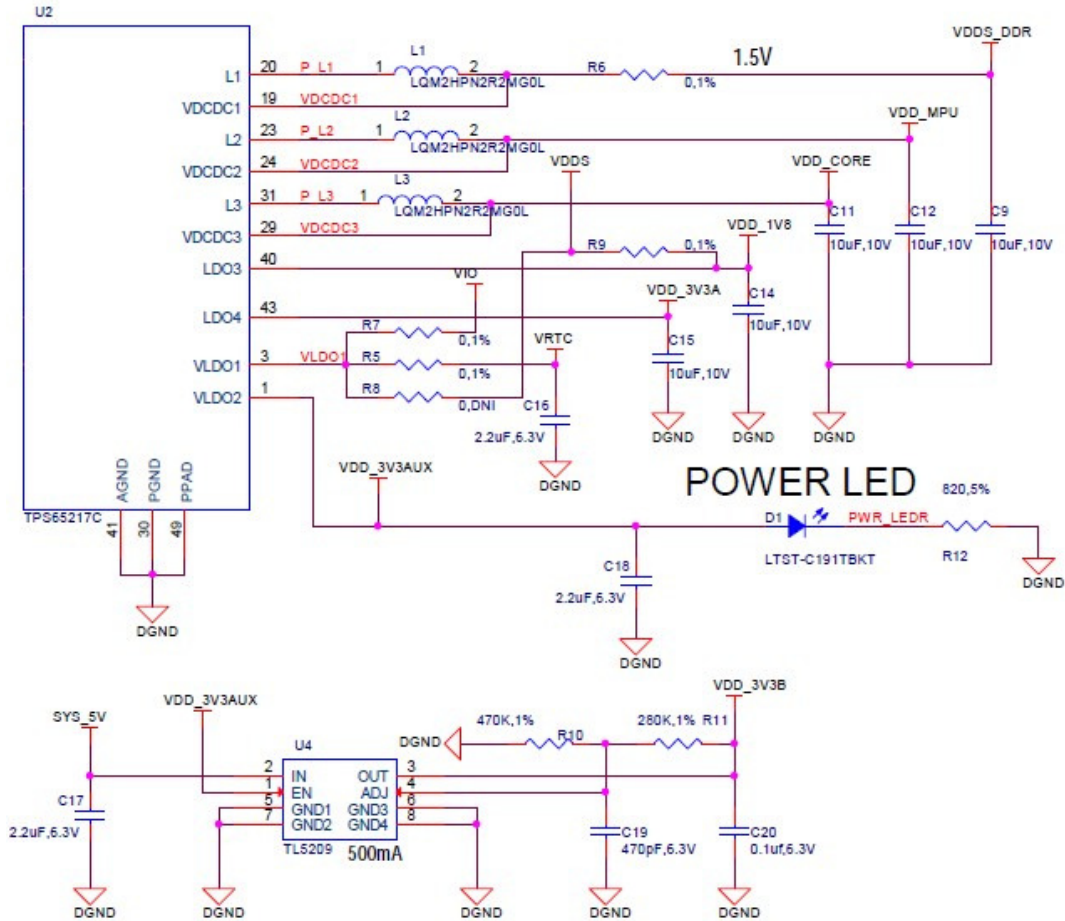 U2
L1
20 P_L1 1 2 R6 1.5V VDDS_DDR
L1
LQM2HPN2R2MG0L
0,1%
VDCDC1 19 VDCDC1
L2
VDD_MPU
L2 23 P_L2 1 2
LQM2HPN2R2MG0L
VDCDC2 24 VDCDC2
VDDS
VDD_CORE
L3 31 P_L3 1 2
L3
LQM2HPN2R2MG0L
VDCDC3 29 VDCDC3
C11 C12 C9
10uF,10V 10uF,10V 10uF,10V
VDD_1V8
R9 0,1%
LDO3 40
VIO
VDD_3V3A
C14
10uF,10V
LDO4 43
R7
0,1%
C15
10uF,10V
VRTC
VLDO1 3 VLDO1 R5
0,1%
VLDO2 1
R8
0,DNI
C16
2.2uF,6.3V
DGND DGND DGND
DGND
VDD_3V3AUX
POWER LED
820,5%
AGND PGND PPAD
TPS65217C
41 30 49
D1 PWR_LEDR
LTST-C191TBKT R12
C18
2.2uF,6.3V
DGND
DGND
DGND
VDD_3V3AUX
VDD_3V3B
SYS_5V
470K,1% 280K,1% R11
DGND R10
U4
2 IN OUT 3
1 EN ADJ 4
5 GND1 GND3 6
7 GND2 GND4 8
TL5209 500mA
C17
2.2uF,6.3V
C19
470pF,6.3V
C20
0.1uf,6.3V
DGND DGND DGND DGND DGND